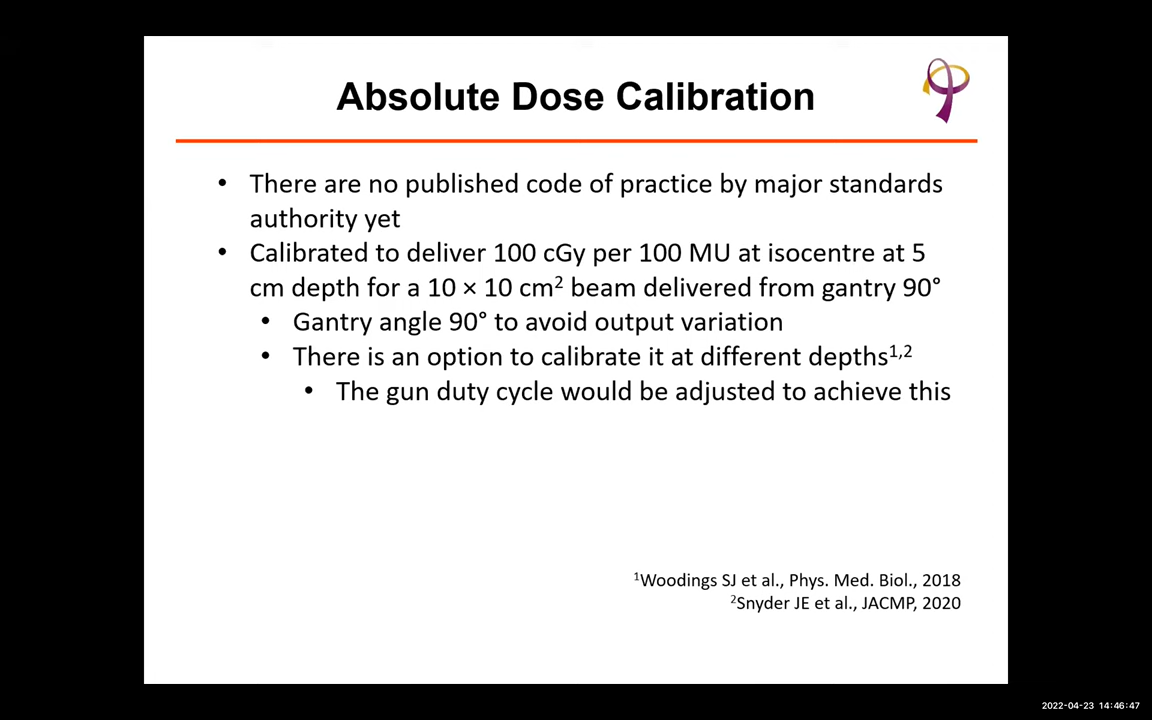 Absolute Dose Calibration
• There are no published code of practice by major standards
authority yet
• Calibrated to deliver 100 cGy per 100 MU at isocentre at 5
cm depth for a 10 × 10 cm² beam delivered from gantry 90°
• Gantry angle 90° to avoid output variation
• There is an option to calibrate it at different depths¹,²
• The gun duty cycle would be adjusted to achieve this
¹Woodings SJ et al., Phys. Med. Biol., 2018
²Snyder JE et al., JACMP, 2020
2022-04-23 14:46:47